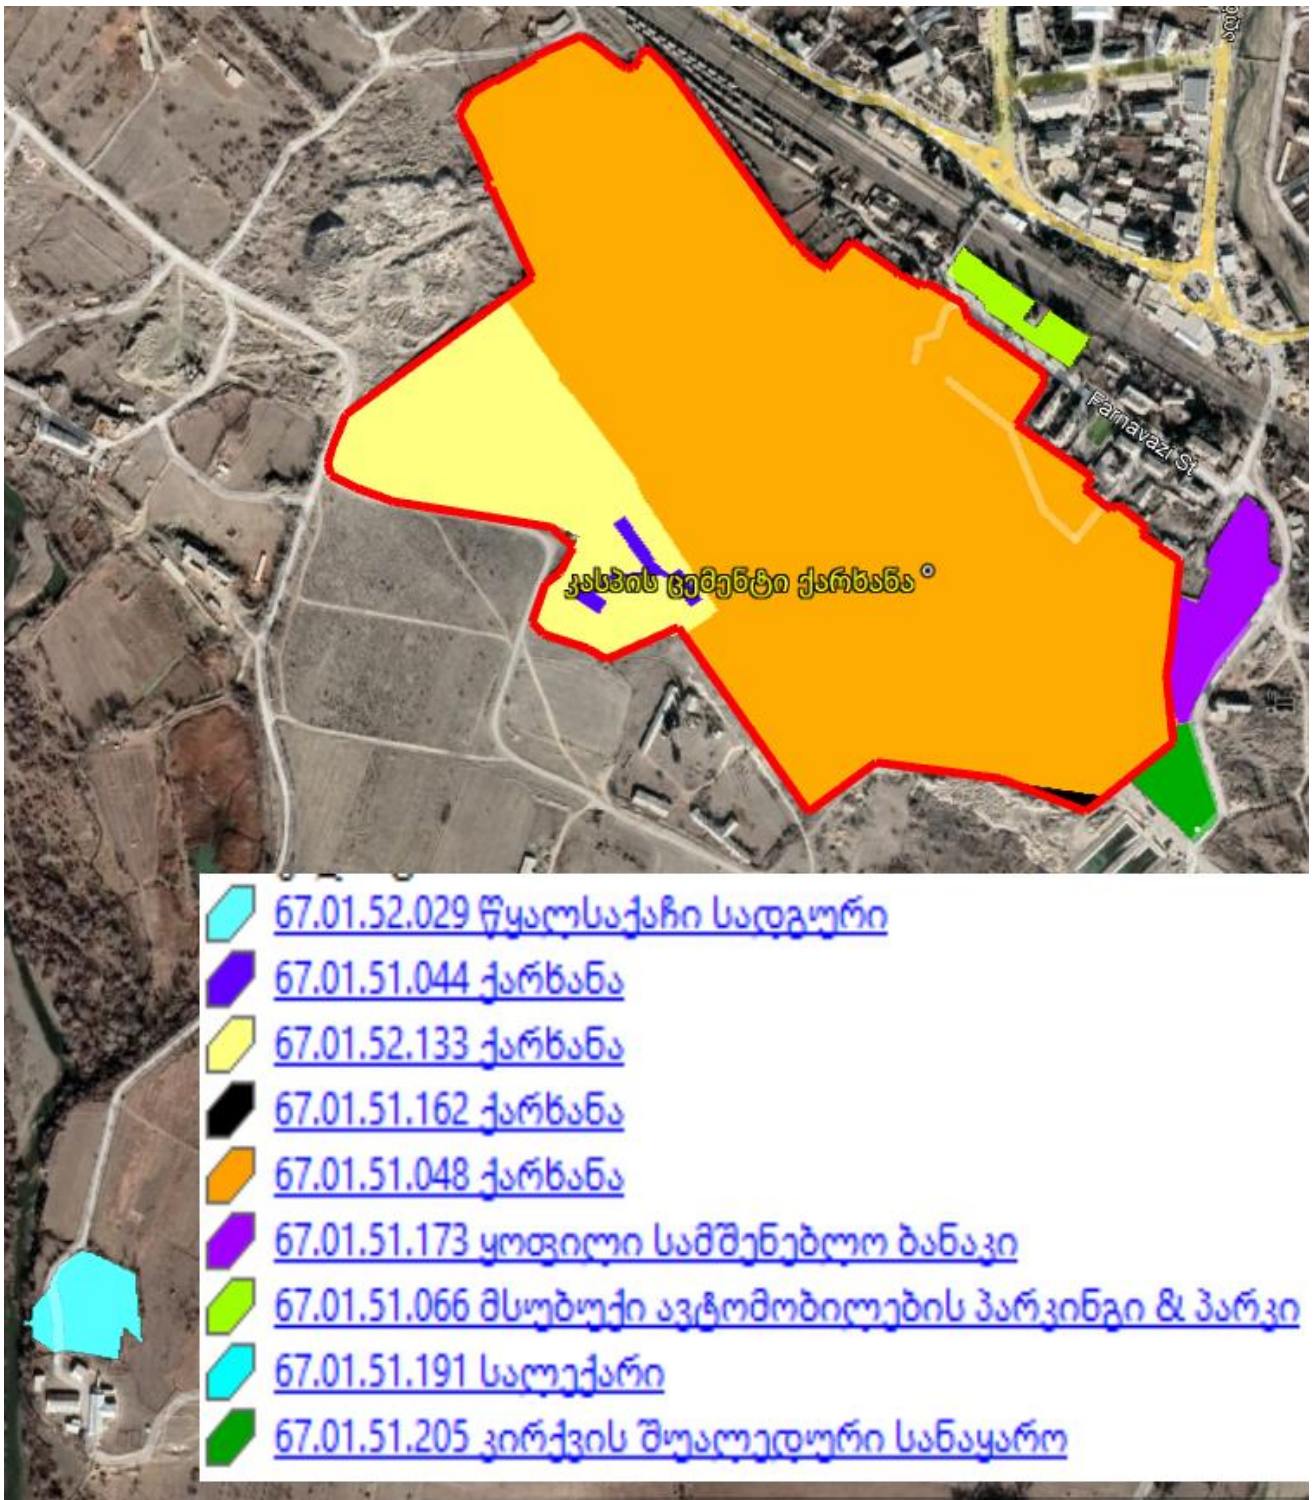 Farnavazi St
კასპის ცემენტი ქარხანა
67.01.52.029 წყალსაქაჩი სადგური
67.01.51.044 ქარხანა
67.01.52.133 ქარხანა
67.01.51.162 ქარხანა
67.01.51.048 ქარხანა
67.01.51.173 ყოფილი სამშენებლო ბანაკი
67.01.51.066 მსუბუქი ავტომობილების პარკინგი & პარკი
67.01.51.191 სალექარი
67.01.51.205 კირქვის შუალედური სანაყარო